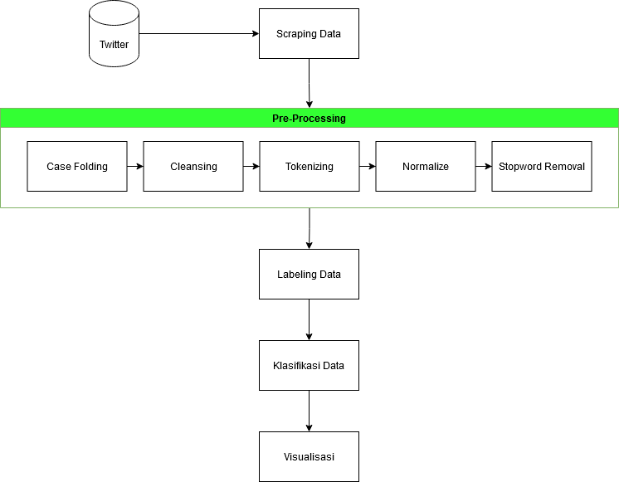 Twitter
Scraping Data
Pre-Processing
Case Folding
Cleansing
Tokenizing
Normalize
Stopword Removal
Labeling Data
Klasifikasi Data
Visualisasi